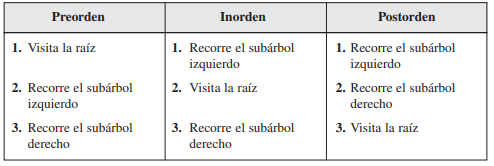 Preorden
Inorden
Postorden
1. Visita la raíz
2. Recorre el subárbol
izquierdo
3. Recorre el subárbol
derecho
1. Recorre el subárbol
izquierdo
2. Visita la raíz
3. Recorre el subárbol
derecho
1. Recorre el subárbol
izquierdo
2. Recorre el subárbol
derecho
3. Visita la raíz